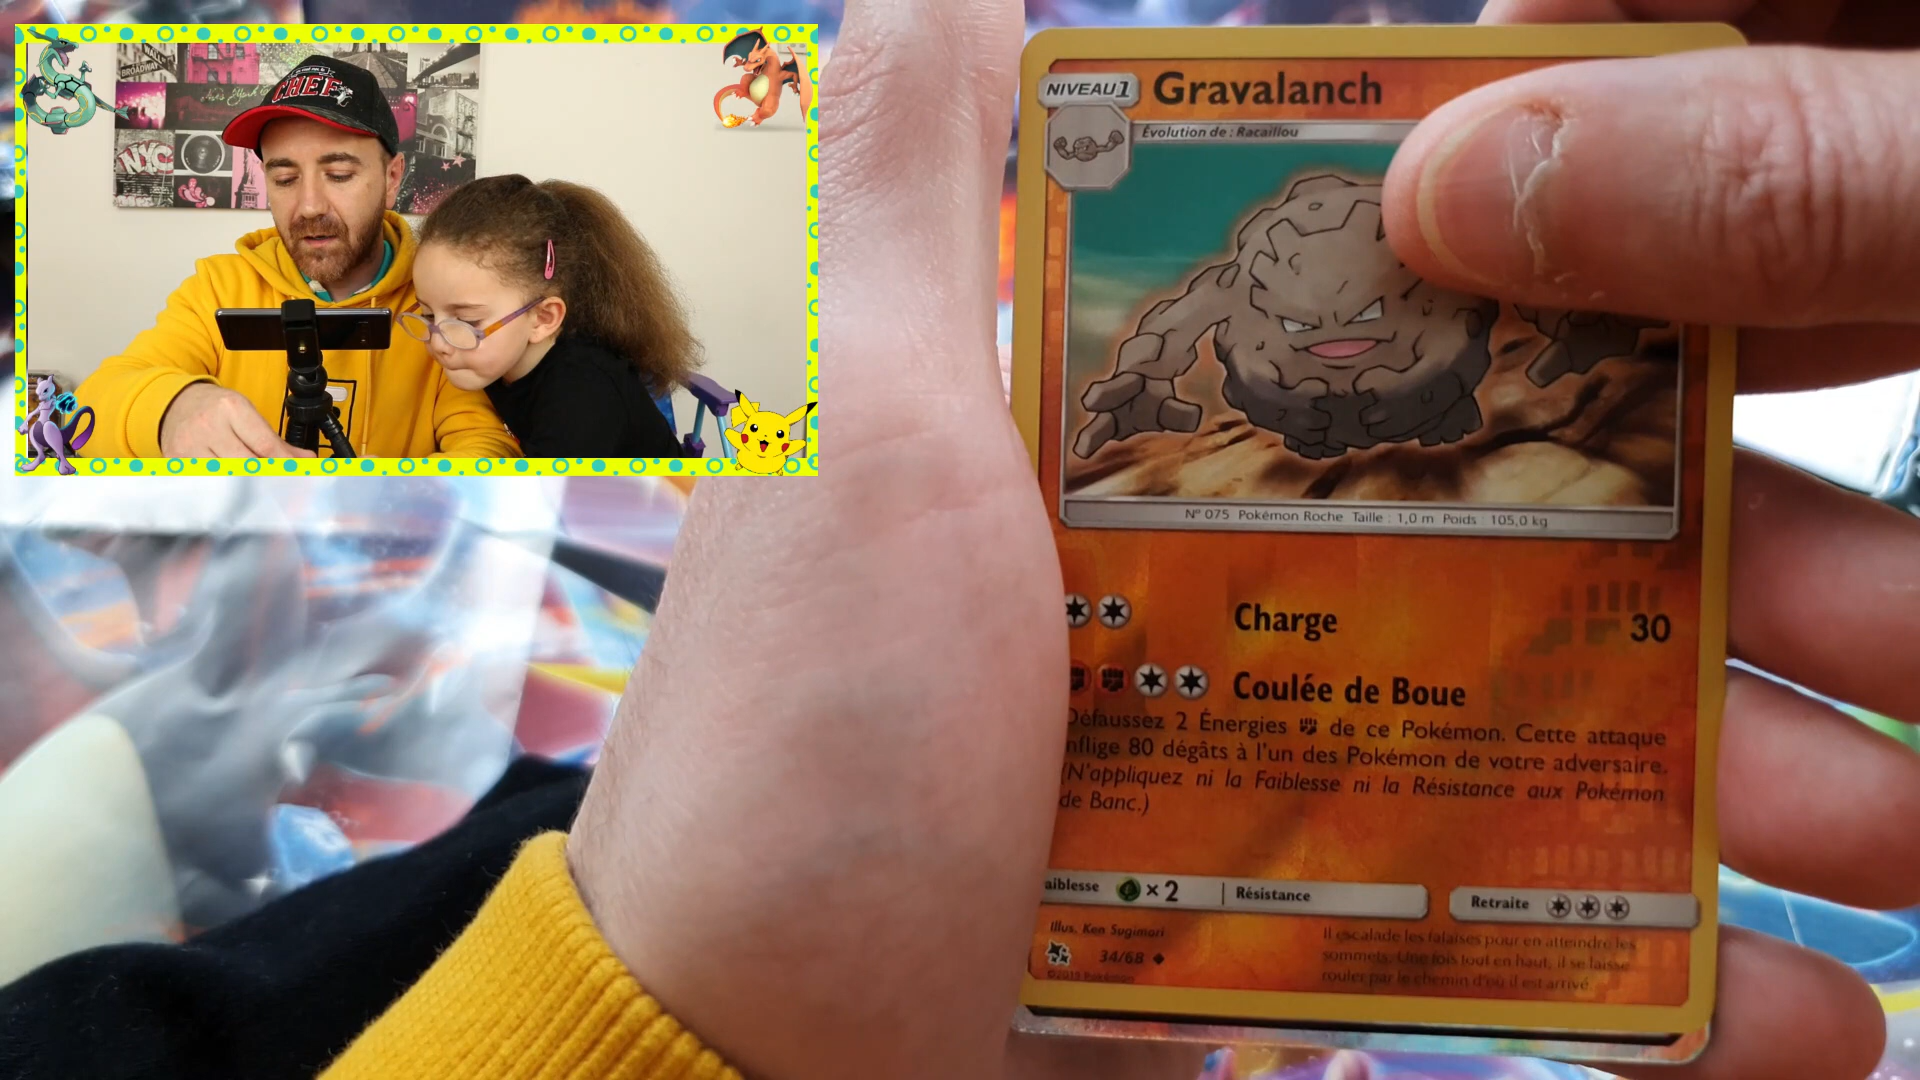 BROADWAY
NYC
CHEF
NIVEAU 1
Gravalanch
Évolution de : Racaillou
N° 075 Pokémon Roche Taille : 1,0 m Poids : 105,0 kg
Charge 30
Coulée de Boue
Défaussez 2 Énergies de ce Pokémon. Cette attaque
nflige 80 dégâts à l'un des Pokémon de votre adversaire.
(N'appliquez ni la Faiblesse ni la Résistance aux Pokémon
de Banc.)
aiblesse ×2 Résistance Retraite
Illus. Ken Sugimori
34/68
©2019 Pokémon
Il escalade les falaises pour en atteindre les
sommets. Une fois tout en haut, il se laisse
rouler par le chemin d'où il est arrivé.